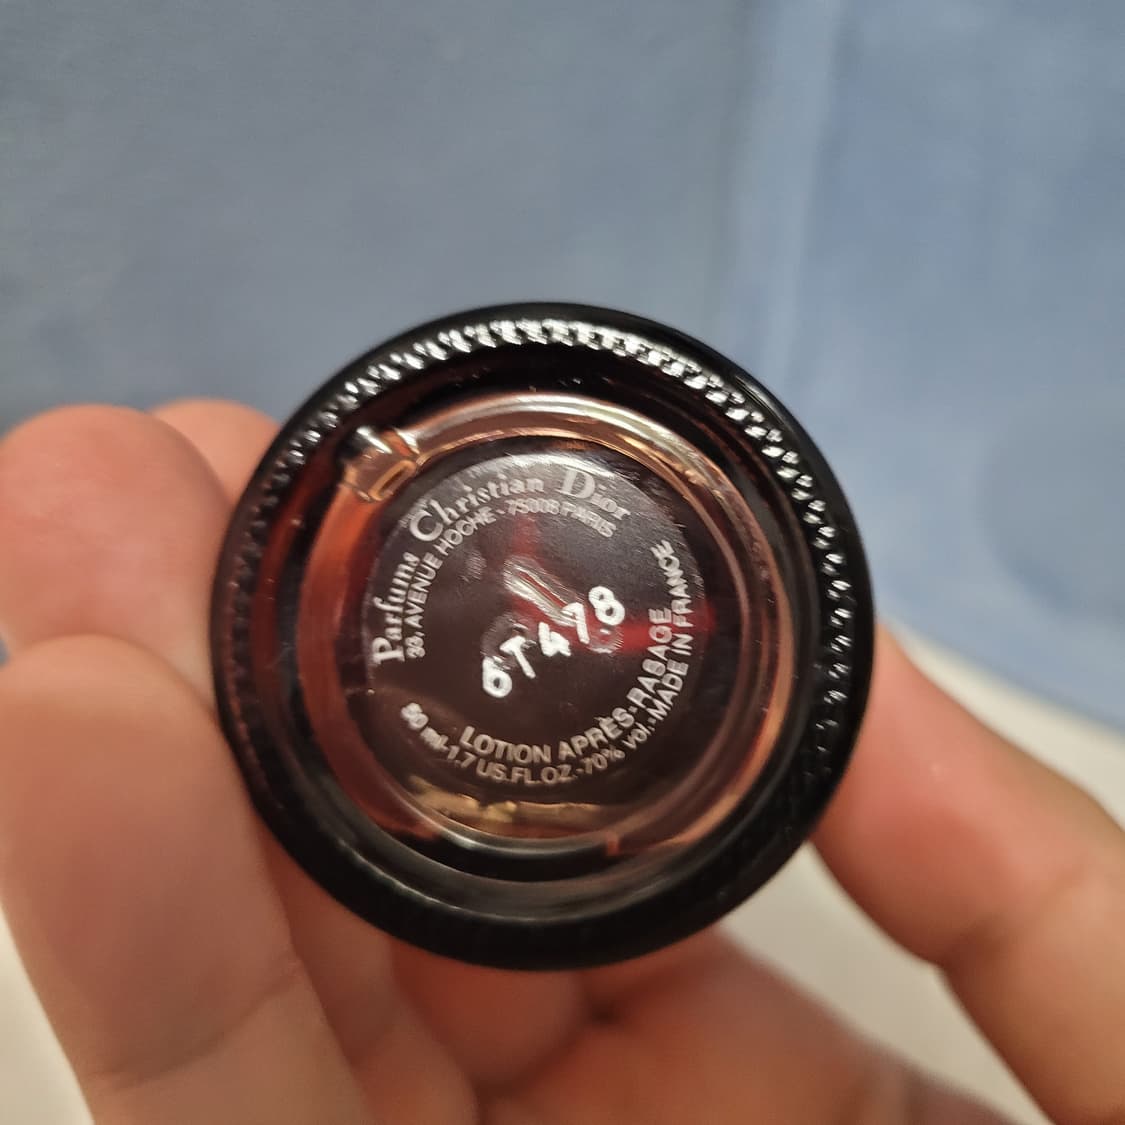 Parfums Christian Dior
30, AVENUE HOCHE - 75008 PARIS
6T478
LOTION APRÈS-RASAGE
50 ml-1.7 US.FL.OZ.-70% vol.-MADE IN FRANCE